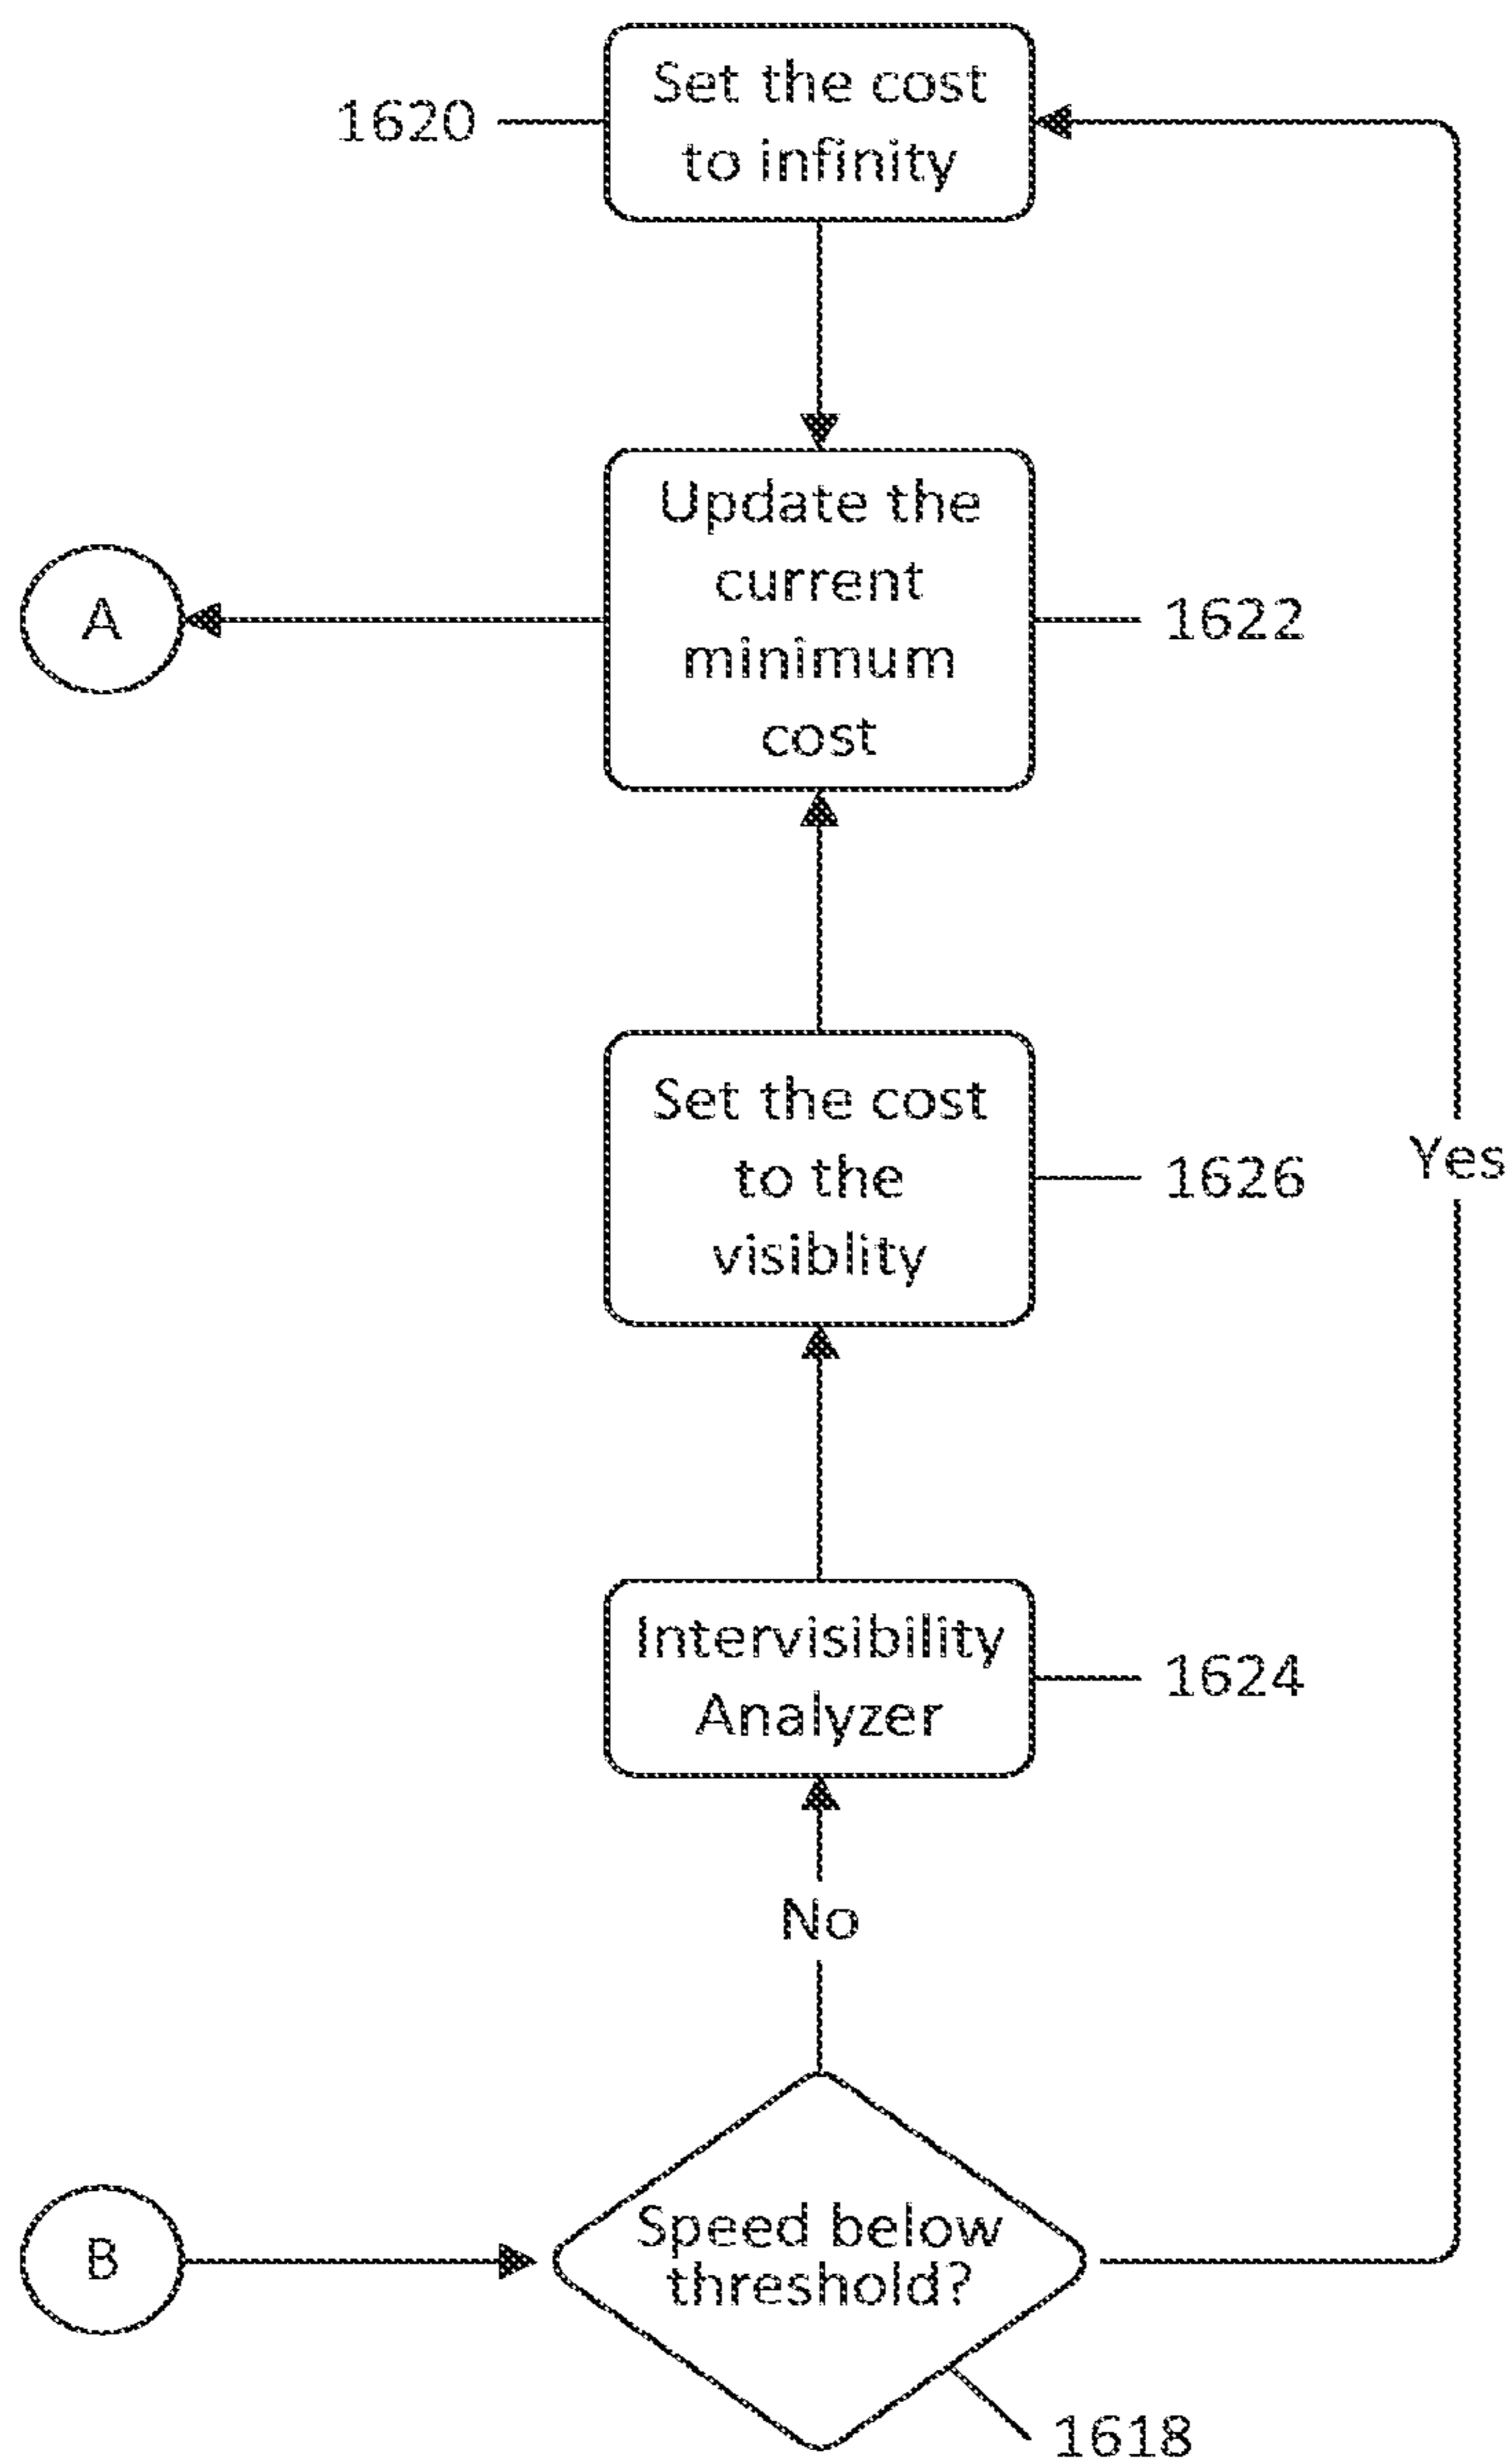 Set the cost
to infinity
1620
Update the
current
minimum
cost
1622
A
Set the cost
to the
visiblity
1626
Yes
Intervisibility
Analyzer
1624
No
B
Speed below
threshold?
1618